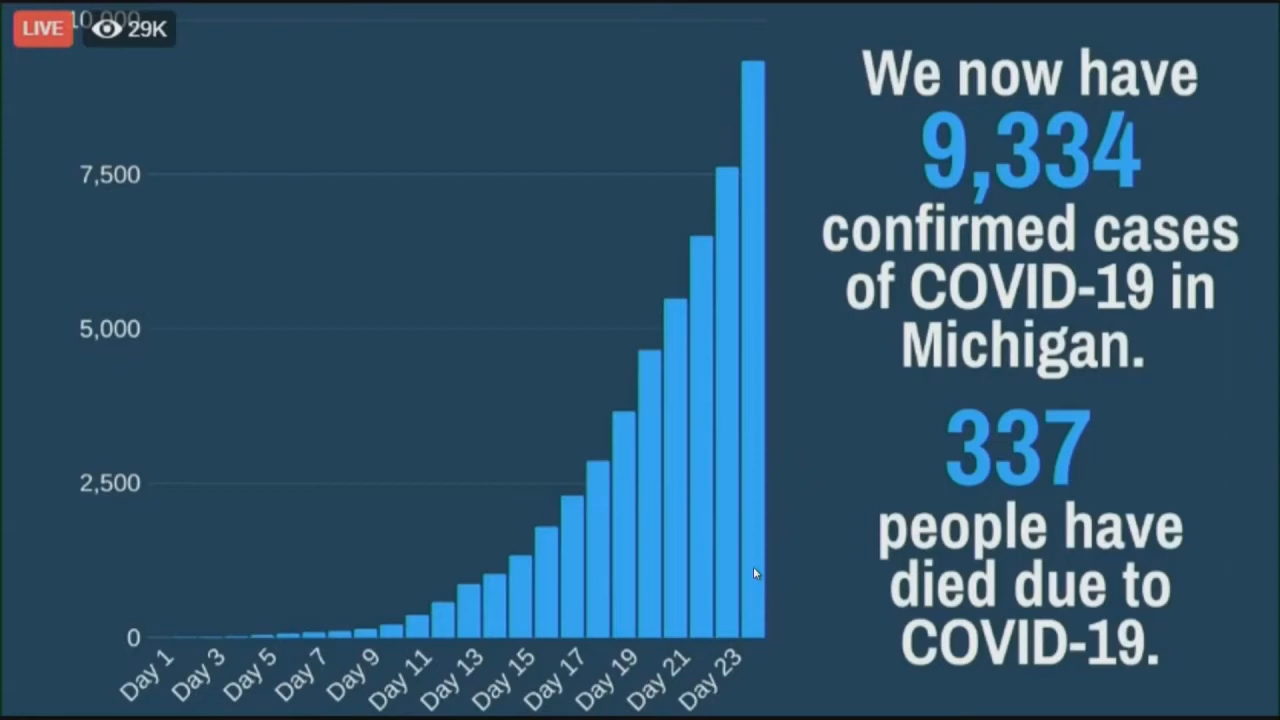 LIVE 29K
10,000
7,500
5,000
2,500
0
Day 1 Day 3 Day 5 Day 7 Day 9 Day 11 Day 13 Day 15 Day 17 Day 19 Day 21 Day 23
We now have
9,334
confirmed cases
of COVID-19 in
Michigan.
337
people have
died due to
COVID-19.